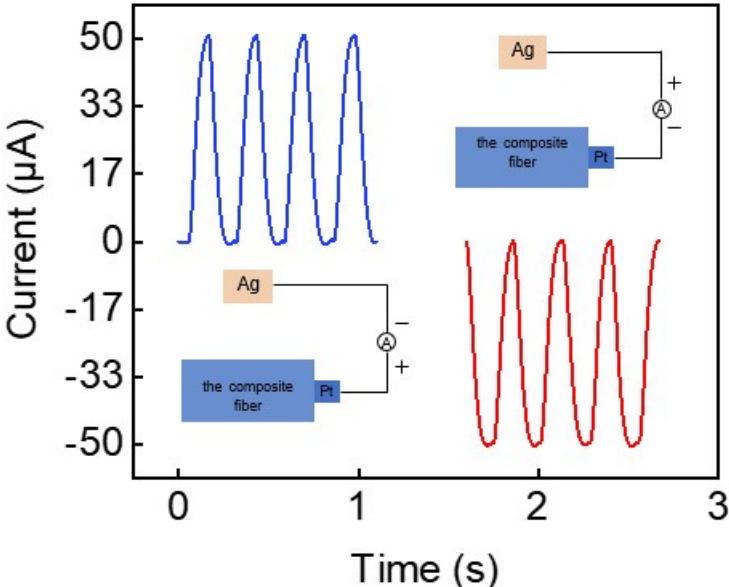 50
33
17
0
-17
-33
-50
Current (µA)
Ag
+
A
−
the composite
fiber
Pt
Ag
−
A
+
the composite
fiber
Pt
0 1 2 3
Time (s)